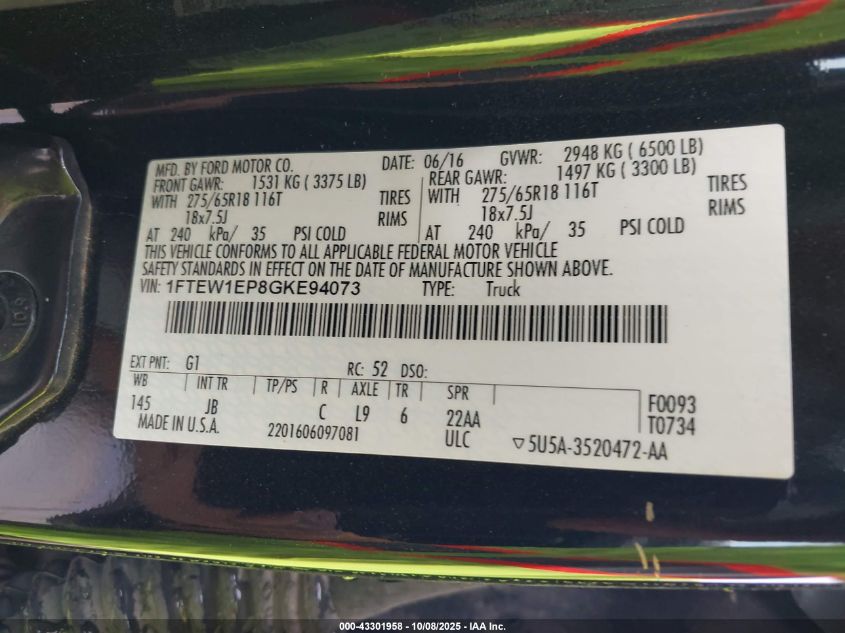 MFD. BY FORD MOTOR CO. DATE: 06/16 GVWR: 2948 KG ( 6500 LB)
FRONT GAWR: 1531 KG ( 3375 LB) REAR GAWR: 1497 KG ( 3300 LB)
WITH 275/65R18 116T TIRES WITH 275/65R18 116T TIRES
18x7.5J RIMS 18x7.5J RIMS
AT 240 kPa/ 35 PSI COLD AT 240 kPa/ 35 PSI COLD
THIS VEHICLE CONFORMS TO ALL APPLICABLE FEDERAL MOTOR VEHICLE
SAFETY STANDARDS IN EFFECT ON THE DATE OF MANUFACTURE SHOWN ABOVE.
VIN: 1FTEW1EP8GKE94073 TYPE: Truck
EXT PNT: G1 RC: 52 DSO:
WB INT TR TP/PS R AXLE TR SPR
145 JB C L9 6 22AA F0093
MADE IN U.S.A. 2201606097081 ULC ▽5U5A-3520472-AA T0734
000-43301958 - 10/08/2025 - IAA Inc.